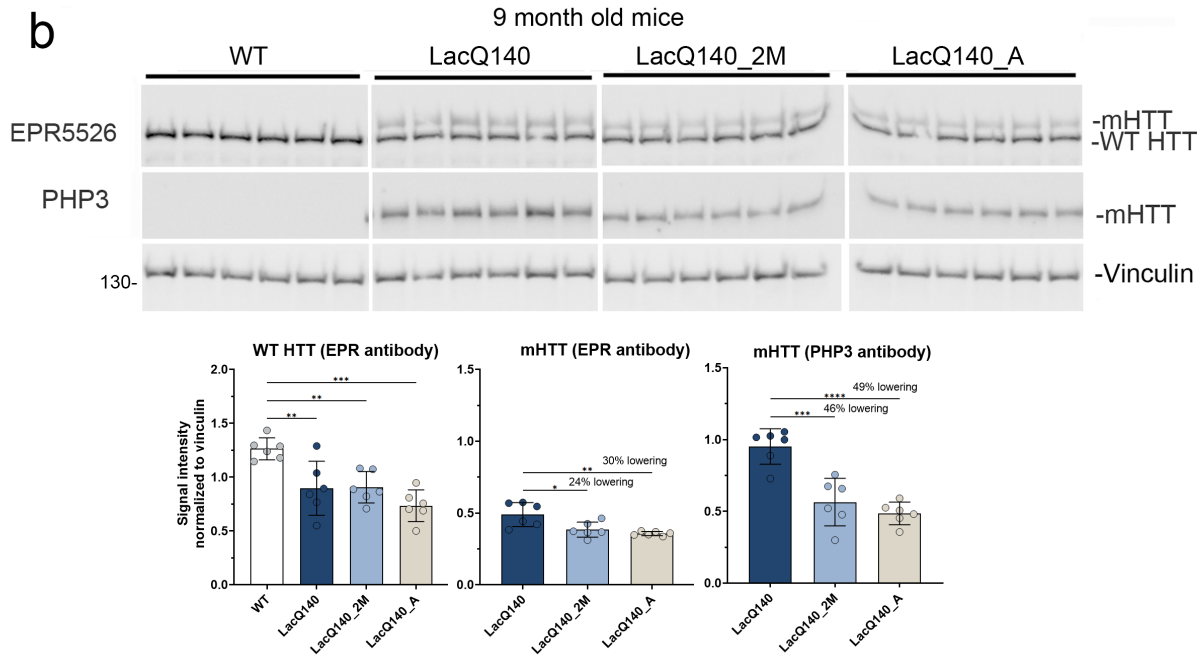 b
9 month old mice
WT LacQ140 LacQ140_2M LacQ140_A
EPR5526
-mHTT
-WT HTT
PHP3
-mHTT
130-
-Vinculin
WT HTT (EPR antibody)
Signal intensity
normalized to vinculin
2.0
1.5
1.0
0.5
0.0
***
**
**
WT LacQ140 LacQ140_2M LacQ140_A
mHTT (EPR antibody)
1.5
1.0
0.5
0.0
30% lowering
**
24% lowering
*
LacQ140 LacQ140_2M LacQ140_A
mHTT (PHP3 antibody)
1.5
1.0
0.5
0.0
49% lowering
****
46% lowering
***
LacQ140 LacQ140_2M LacQ140_A